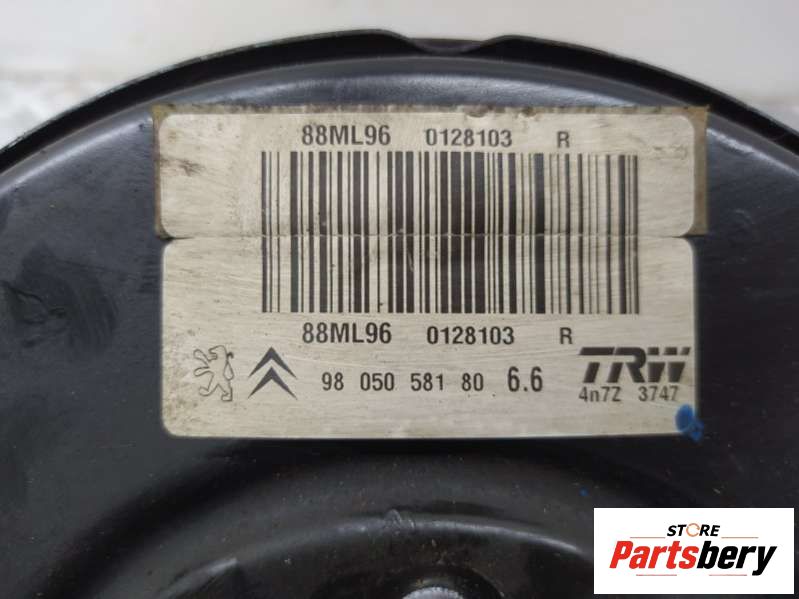 88ML96 0128103 R
88ML96 0128103 R
98 050 581 80 6.6
TRW
4n7Z 3747
STORE
Partsbery